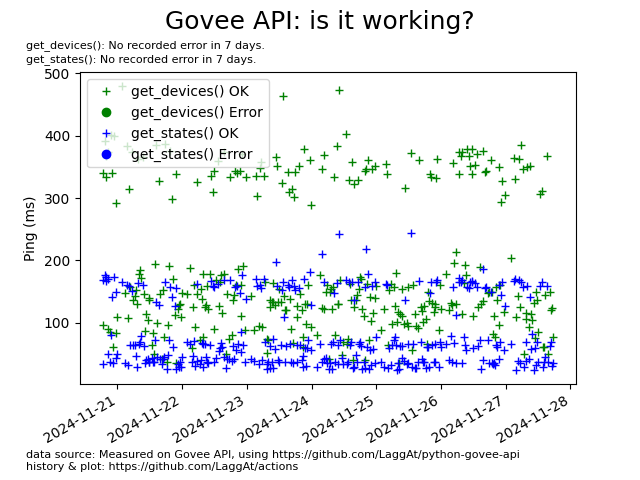 Govee API: is it working?
get_devices(): No recorded error in 7 days.
get_states(): No recorded error in 7 days.
500
400
300
200
100
Ping (ms)
get_devices() OK
get_devices() Error
get_states() OK
get_states() Error
2024-11-21
2024-11-22
2024-11-23
2024-11-24
2024-11-25
2024-11-26
2024-11-27
2024-11-28
data source: Measured on Govee API, using https://github.com/LaggAt/python-govee-api
history & plot: https://github.com/LaggAt/actions